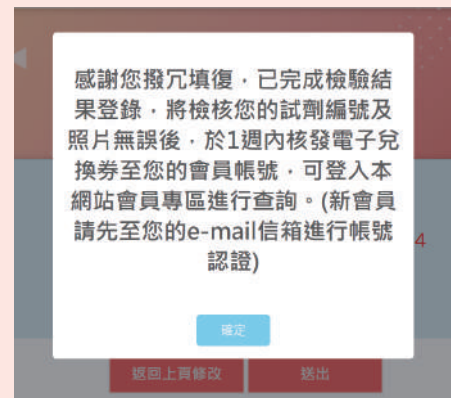 感謝您撥冗填復，已完成檢驗結
果登錄，將檢核您的試劑編號及
照片無誤後，於1週內核發電子兌
換券至您的會員帳號，可登入本
網站會員專區進行查詢。(新會員
請先至您的e-mail信箱進行帳號
認證)
4
確定
返回上頁修改
送出